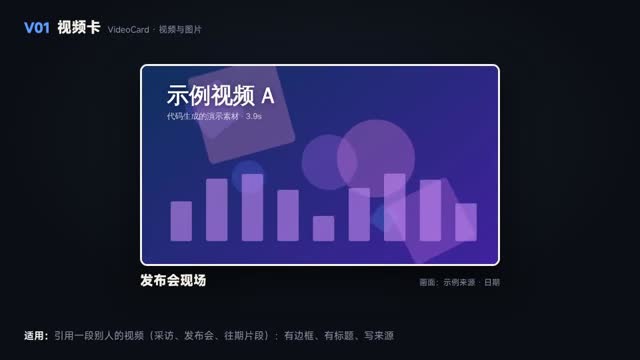 V01 视频卡 VideoCard · 视频与图片
示例视频 A
代码生成的演示素材 · 3.9s
发布会现场
画面：示例来源 · 日期
适用：引用一段别人的视频（采访、发布会、往期片段）：有边框、有标题、写来源